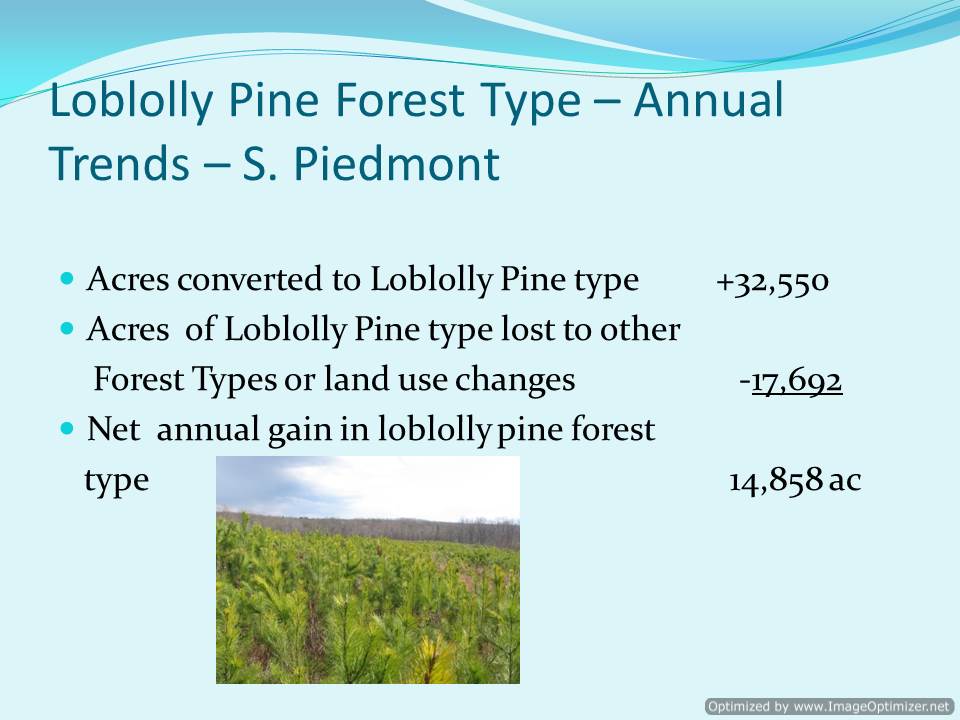 Loblolly Pine Forest Type – Annual
Trends – S. Piedmont
Acres converted to Loblolly Pine type +32,550
Acres of Loblolly Pine type lost to other
Forest Types or land use changes -17,692
Net annual gain in loblolly pine forest
type 14,858 ac
Optimized by www.ImageOptimizer.net